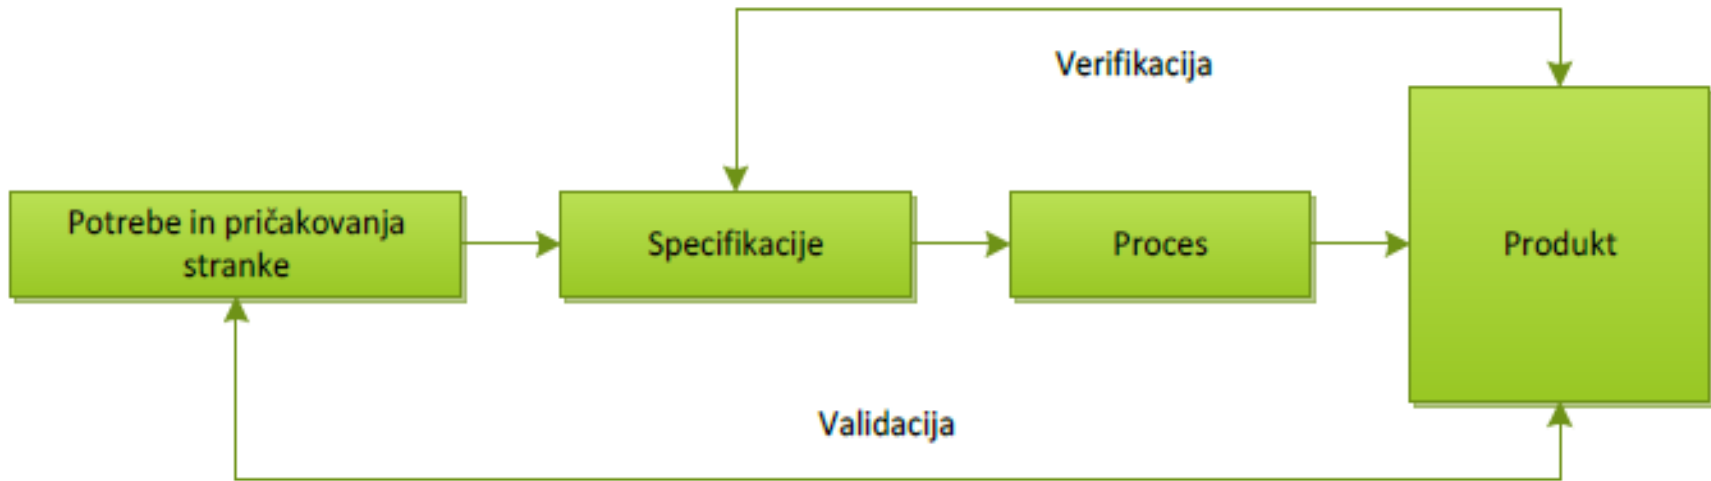 Verifikacija
Potrebe in pričakovanja
stranke
Specifikacije
Proces
Produkt
Validacija